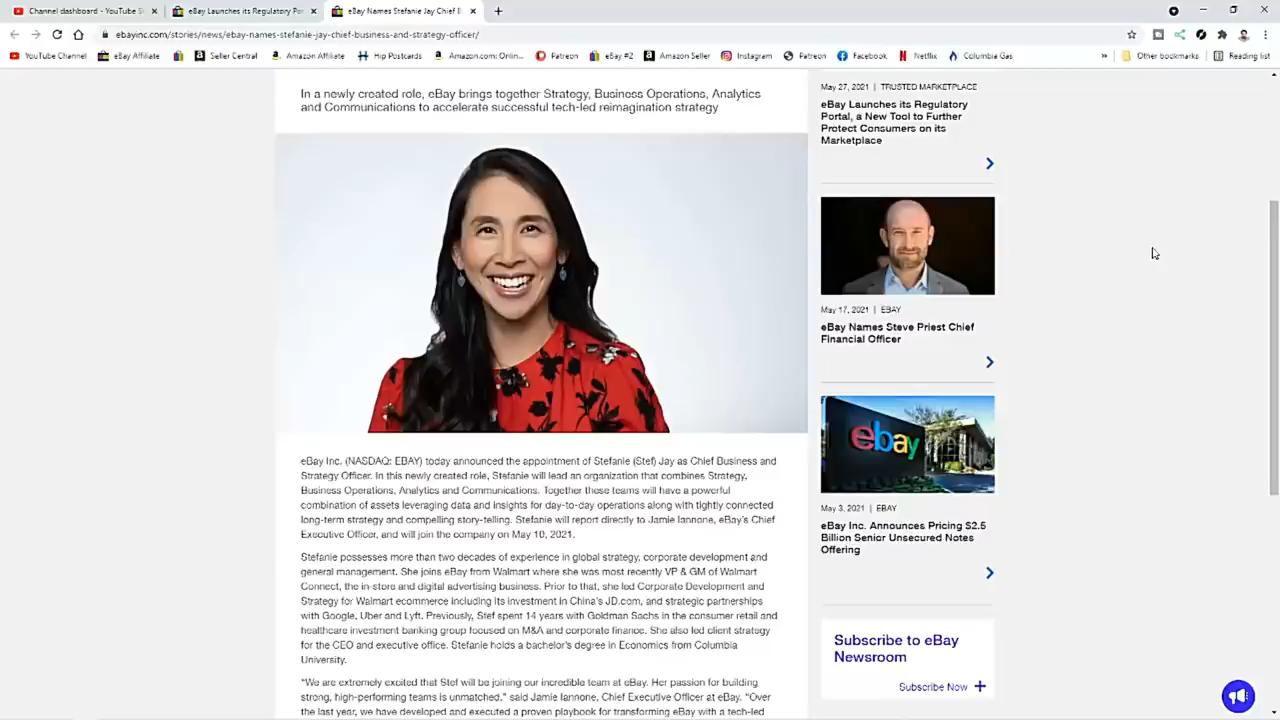 Channel dashboard - YouTube S
eBay Launches its Regulatory Por
eBay Names Stefanie Jay Chief B
ebayinc.com/stories/news/ebay-names-stefanie-jay-chief-business-and-strategy-officer/
YouTube Channel
eBay Affiliate
Seller Central
Amazon Affiliate
Hip Postcards
Amazon.com: Onlin...
Patreon
eBay #2
Amazon Seller
Instagram
Patreon
Facebook
Netflix
Columbia Gas
Other bookmarks
Reading list
In a newly created role, eBay brings together Strategy, Business Operations, Analytics
and Communications to accelerate successful tech-led reimagination strategy
eBay Inc. (NASDAQ: EBAY) today announced the appointment of Stefanie (Stef) Jay as Chief Business and
Strategy Officer. In this newly created role, Stefanie will lead an organization that combines Strategy,
Business Operations, Analytics and Communications. Together these teams will have a powerful
combination of assets leveraging data and insights for day-to-day operations along with tightly connected
long-term strategy and compelling story-telling. Stefanie will report directly to Jamie Iannone, eBay's Chief
Executive Officer, and will join the company on May 10, 2021.
Stefanie possesses more than two decades of experience in global strategy, corporate development and
general management. She joins eBay from Walmart where she was most recently VP & GM of Walmart
Connect, the in-store and digital advertising business. Prior to that, she led Corporate Development and
Strategy for Walmart ecommerce including its investment in China's JD.com, and strategic partnerships
with Google, Uber and Lyft. Previously, Stef spent 14 years with Goldman Sachs in the consumer retail and
healthcare investment banking group focused on M&A and corporate finance. She also led client strategy
for the CEO and executive office. Stefanie holds a bachelor's degree in Economics from Columbia
University.
"We are extremely excited that Stef will be joining our incredible team at eBay. Her passion for building
strong, high-performing teams is unmatched." said Jamie Iannone, Chief Executive Officer at eBay. "Over
the last year, we have developed and executed a proven playbook for transforming eBay with a tech-led
May 27, 2021 | TRUSTED MARKETPLACE
eBay Launches its Regulatory
Portal, a New Tool to Further
Protect Consumers on its
Marketplace
May 17, 2021 | EBAY
eBay Names Steve Priest Chief
Financial Officer
ebay
May 3, 2021 | EBAY
eBay Inc. Announces Pricing $2.5
Billion Senior Unsecured Notes
Offering
Subscribe to eBay
Newsroom
Subscribe Now +